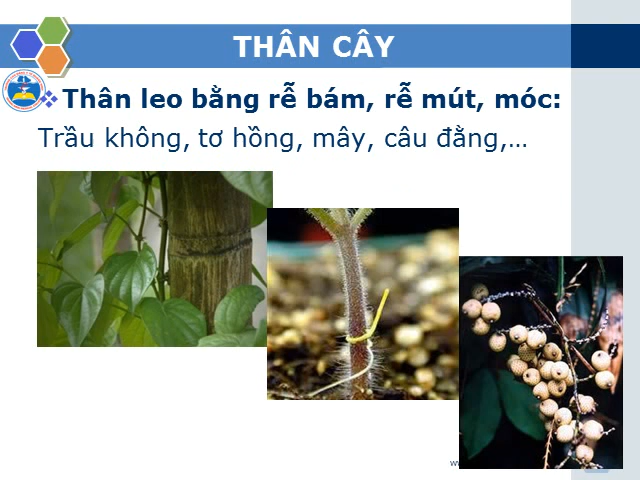 THÂN CÂY
Thân leo bằng rễ bám, rễ mút, móc:
Trầu không, tơ hồng, mây, câu đằng,...